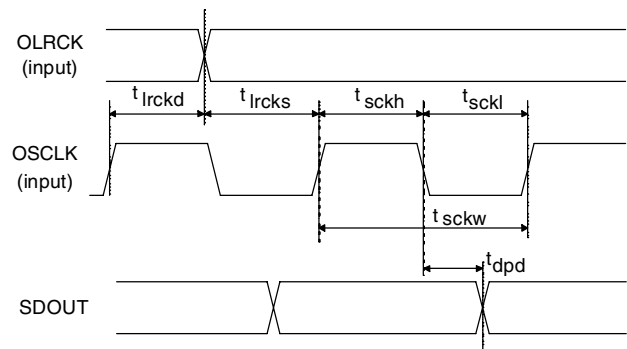 OLRCK
(input)
t lrckd
t lrcks
t sckh
t sckl
OSCLK
(input)
t sckw
t dpd
SDOUT